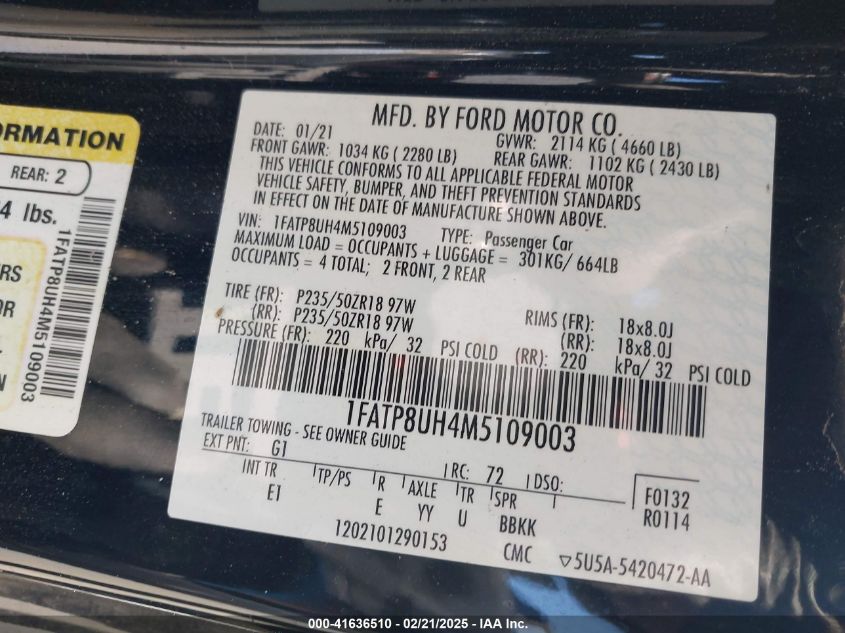 ORMATION
REAR: 2
4 lbs.
1FATP8UH4M5109003
MFD. BY FORD MOTOR CO.
DATE: 01/21 GVWR: 2114 KG ( 4660 LB)
FRONT GAWR: 1034 KG ( 2280 LB) REAR GAWR: 1102 KG ( 2430 LB)
THIS VEHICLE CONFORMS TO ALL APPLICABLE FEDERAL MOTOR
VEHICLE SAFETY, BUMPER, AND THEFT PREVENTION STANDARDS
IN EFFECT ON THE DATE OF MANUFACTURE SHOWN ABOVE.
VIN: 1FATP8UH4M5109003 TYPE: Passenger Car
MAXIMUM LOAD = OCCUPANTS + LUGGAGE = 301KG/ 664LB
OCCUPANTS = 4 TOTAL; 2 FRONT, 2 REAR
TIRE (FR): P235/50ZR18 97W RIMS (FR): 18x8.0J
(RR): P235/50ZR18 97W (RR): 18x8.0J
PRESSURE (FR): 220 kPa/ 32 PSI COLD (RR): 220 kPa/ 32 PSI COLD
1FATP8UH4M5109003
TRAILER TOWING - SEE OWNER GUIDE
EXT PNT: G1 RC: 72 DSO: F0132
INT TR TP/PS R AXLE TR SPR R0114
E1 E YY U BBKK
1202101290153 CMC ▽5U5A-5420472-AA
000-41636510 - 02/21/2025 - IAA Inc.